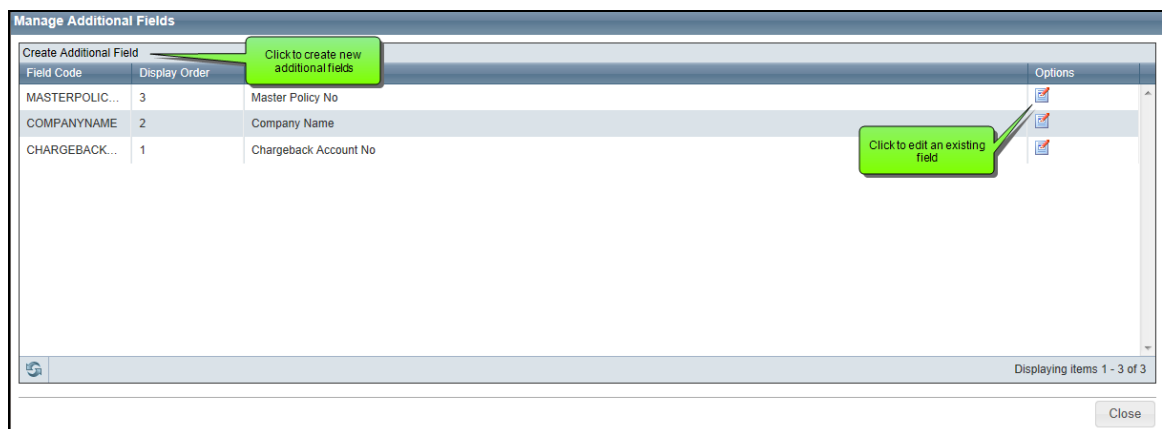 Manage Additional Fields
Create Additional Field
Click to create new
additional fields
Field Code Display Order Options
MASTERPOLIC... 3 Master Policy No
COMPANYNAME 2 Company Name
CHARGEBACK... 1 Chargeback Account No
Click to edit an existing
field
Displaying items 1 - 3 of 3
Close